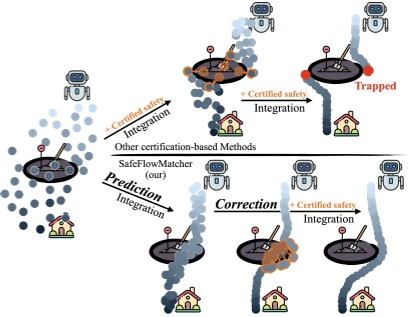 + Certified safety
Integration
+ Certified safety
Integration
Trapped
Other certification-based Methods
SafeFlowMatcher
(our)
Prediction
Integration
Correction
+ Certified safety
Integration